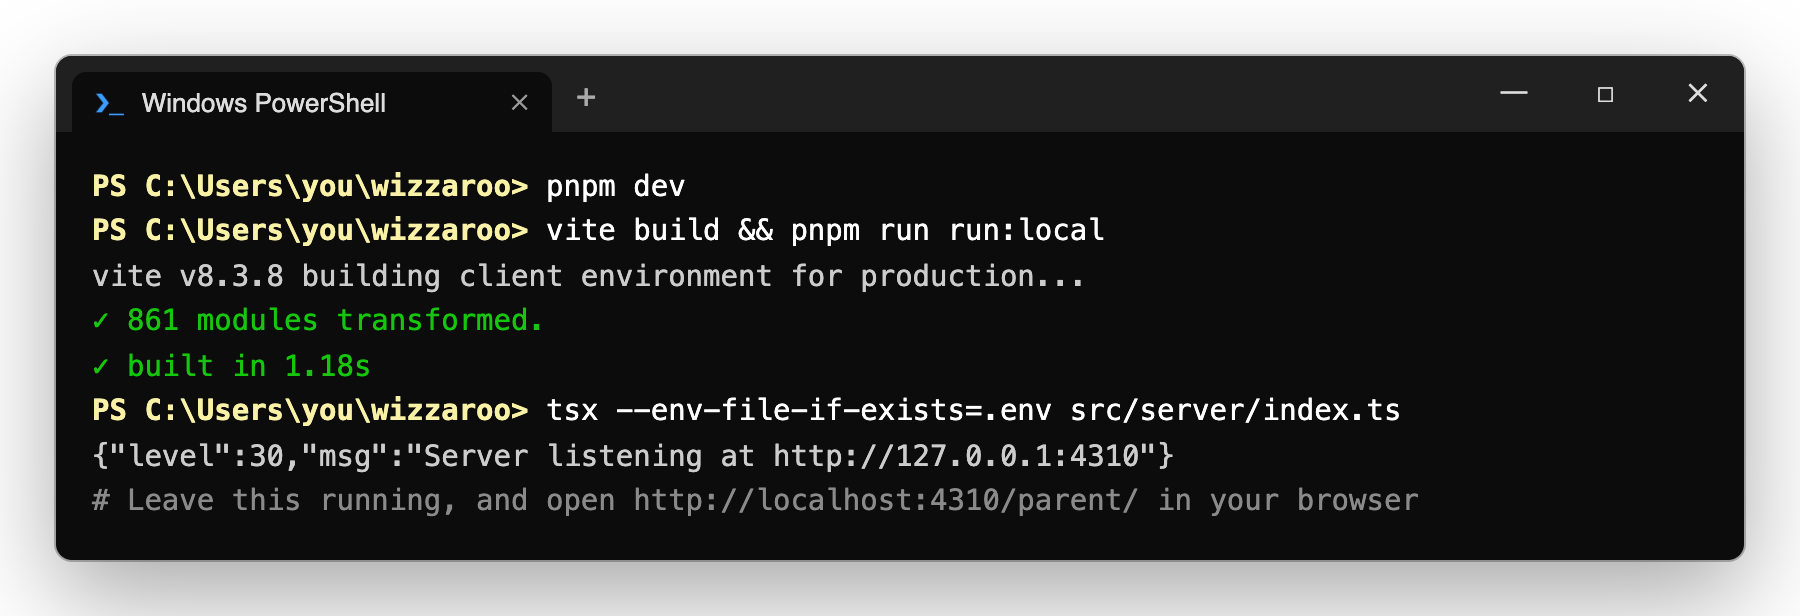 Windows PowerShell
PS C:\Users\you\wizzaroo> pnpm dev
PS C:\Users\you\wizzaroo> vite build && pnpm run run:local
vite v8.3.8 building client environment for production...
✓ 861 modules transformed.
✓ built in 1.18s
PS C:\Users\you\wizzaroo> tsx --env-file-if-exists=.env src/server/index.ts
{"level":30,"msg":"Server listening at http://127.0.0.1:4310"}
# Leave this running, and open http://localhost:4310/parent/ in your browser